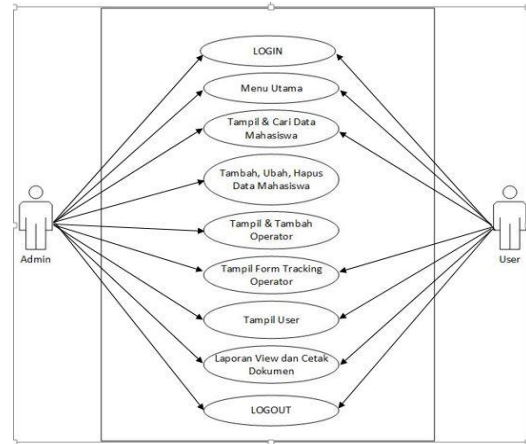 LOGIN
Menu Utama
Tampil & Cari Data
Mahasiswa
Tambah, Ubah, Hapus
Data Mahasiswa
Tampil & Tambah
Operator
Admin
User
Tampil Form Tracking
Operator
Tampil User
Laporan View dan Cetak
Dokumen
LOGOUT